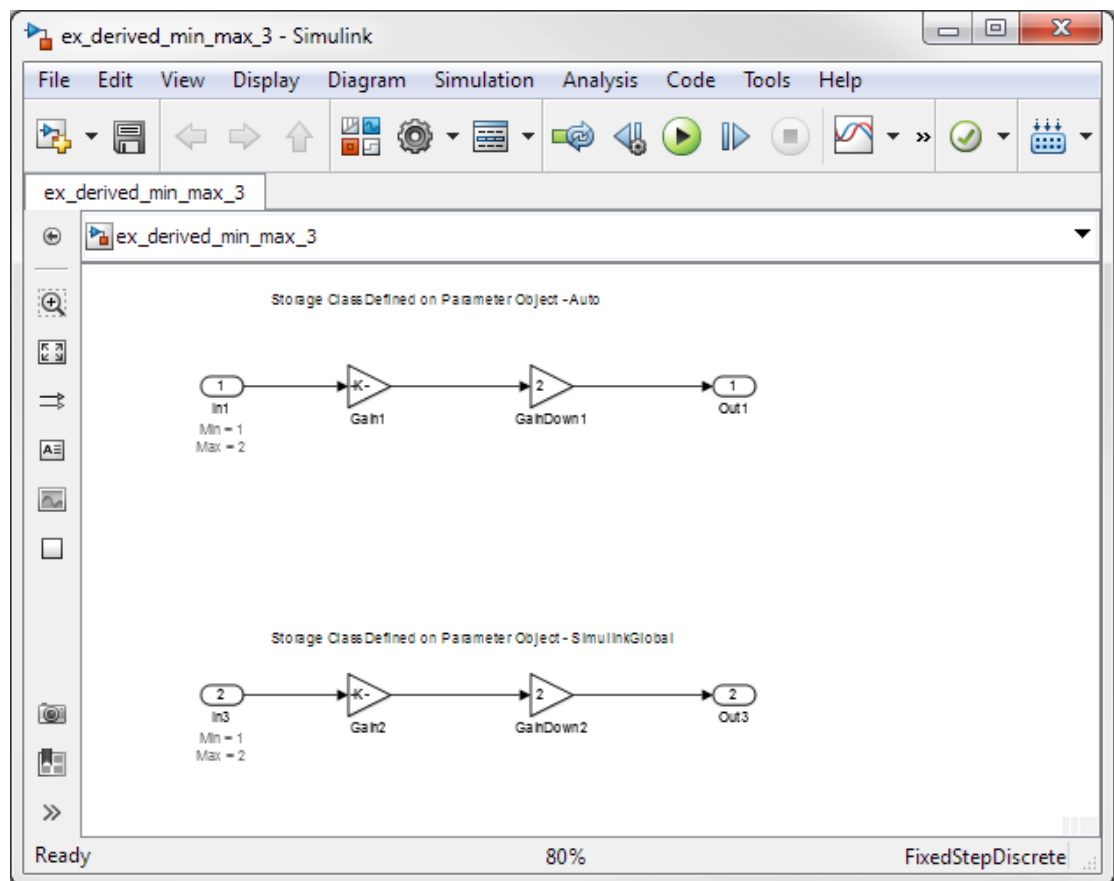 ex_derived_min_max_3 - Simulink
File Edit View Display Diagram Simulation Analysis Code Tools Help
ex_derived_min_max_3
ex_derived_min_max_3
Storage Class Defined on Parameter Object - Auto
1
In1
Min = 1
Max = 2
-K-
Gain1
2
GainDown1
1
Out1
Storage Class Defined on Parameter Object - SimulinkGlobal
2
In3
Min = 1
Max = 2
-K-
Gain2
2
GainDown2
2
Out3
Ready 80% FixedStepDiscrete